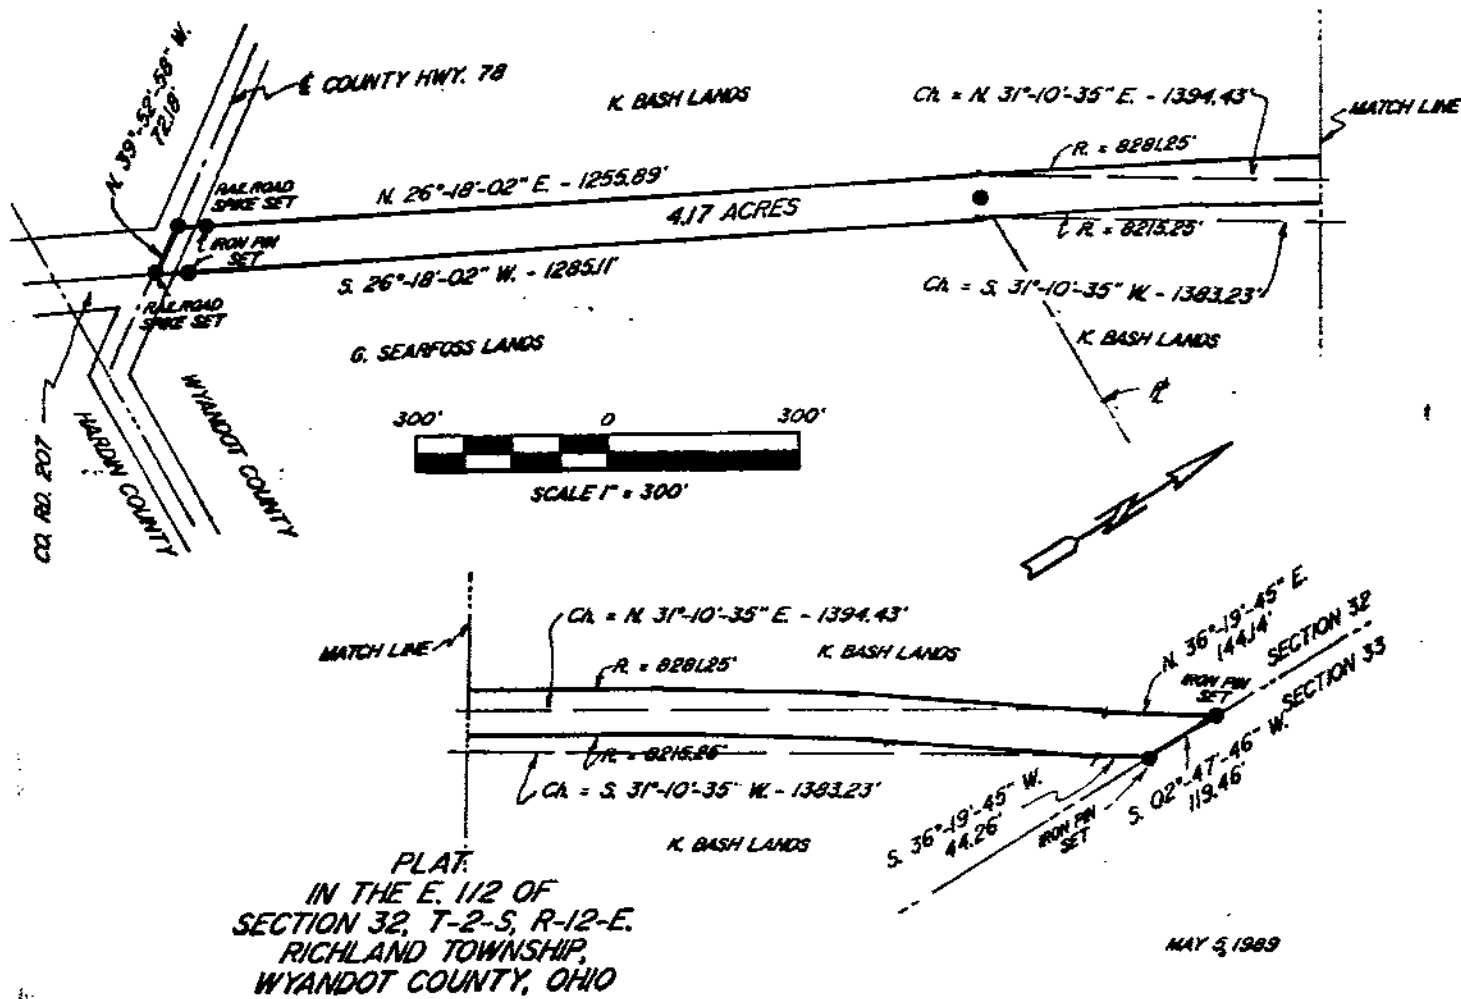 N. 39°-52'-58" W.
72.18'
℄ COUNTY HWY. 78
K. BASH LANDS
Ch. = N. 31°-10'-35" E. - 1394.43'
MATCH LINE
R. = 8281.25'
RAILROAD
SPIKE SET
N. 26°-18'-02" E. - 1255.89'
4.17 ACRES
IRON PIN
SET
R. = 8215.25'
S. 26°-18'-02" W. - 1285.11'
Ch. = S. 31°-10'-35" W. - 1383.23'
RAILROAD
SPIKE SET
G. SEARFOSS LANDS
K. BASH LANDS
WYANDOT COUNTY
HARDIN COUNTY
CO. RD. 207
300' 0 300'
SCALE 1" = 300'
N
Ch. = N. 31°-10'-35" E. - 1394.43'
MATCH LINE
R. = 8281.25'
K. BASH LANDS
N. 36°-19'-45" E.
144.14'
SECTION 32
SECTION 33
IRON PIN
SET
R. = 8215.25'
Ch. = S. 31°-10'-35" W. - 1383.23'
S. 36°-19'-45" W.
44.26'
IRON PIN
SET
S. 02°-47'-46" W.
119.46'
K. BASH LANDS
PLAT
IN THE E. 1/2 OF
SECTION 32, T-2-S, R-12-E.
RICHLAND TOWNSHIP,
WYANDOT COUNTY, OHIO
MAY 5, 1989